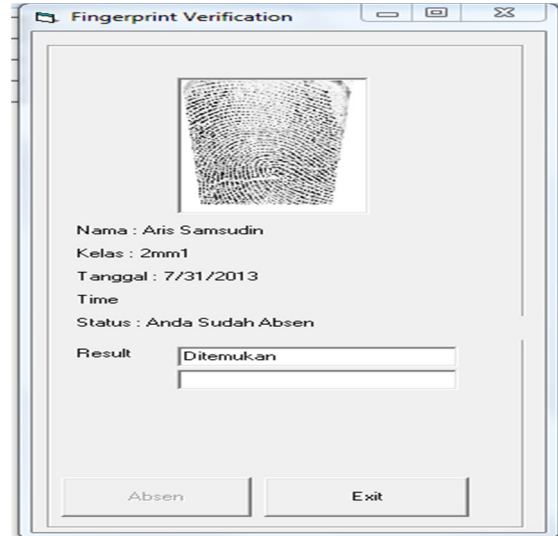 Fingerprint Verification
Nama : Aris Samsudin
Kelas : 2mm1
Tanggal : 7/31/2013
Time
Status : Anda Sudah Absen
Result Ditemukan
Absen Exit